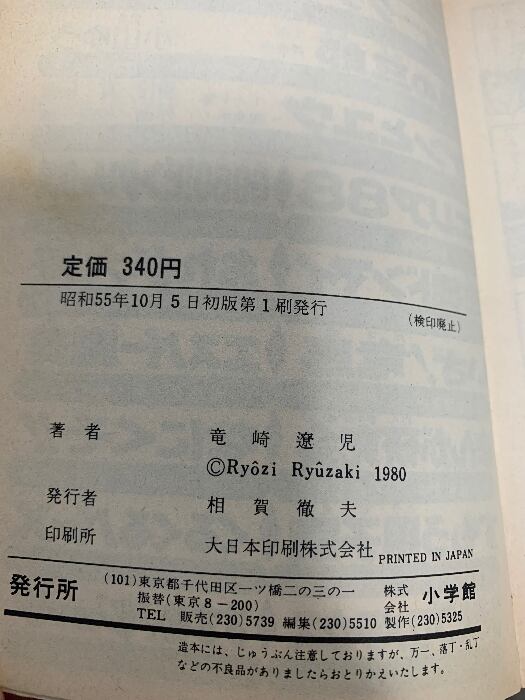 定価 340円
昭和55年10月5日初版第1刷発行
(検印廃止)
著者 竜崎遼児
©Ryôzi Ryûzaki 1980
発行者 相賀徹夫
印刷所 大日本印刷株式会社 PRINTED IN JAPAN
発行所 (101)東京都千代田区一ツ橋二の三の一 株式会社 小学館
振替(東京8-200)
TEL 販売(230)5739 編集(230)5510 製作(230)5325
造本には、じゅうぶん注意しておりますが、万一、落丁・乱丁
などの不良品がありましたらおとりかえいたします。